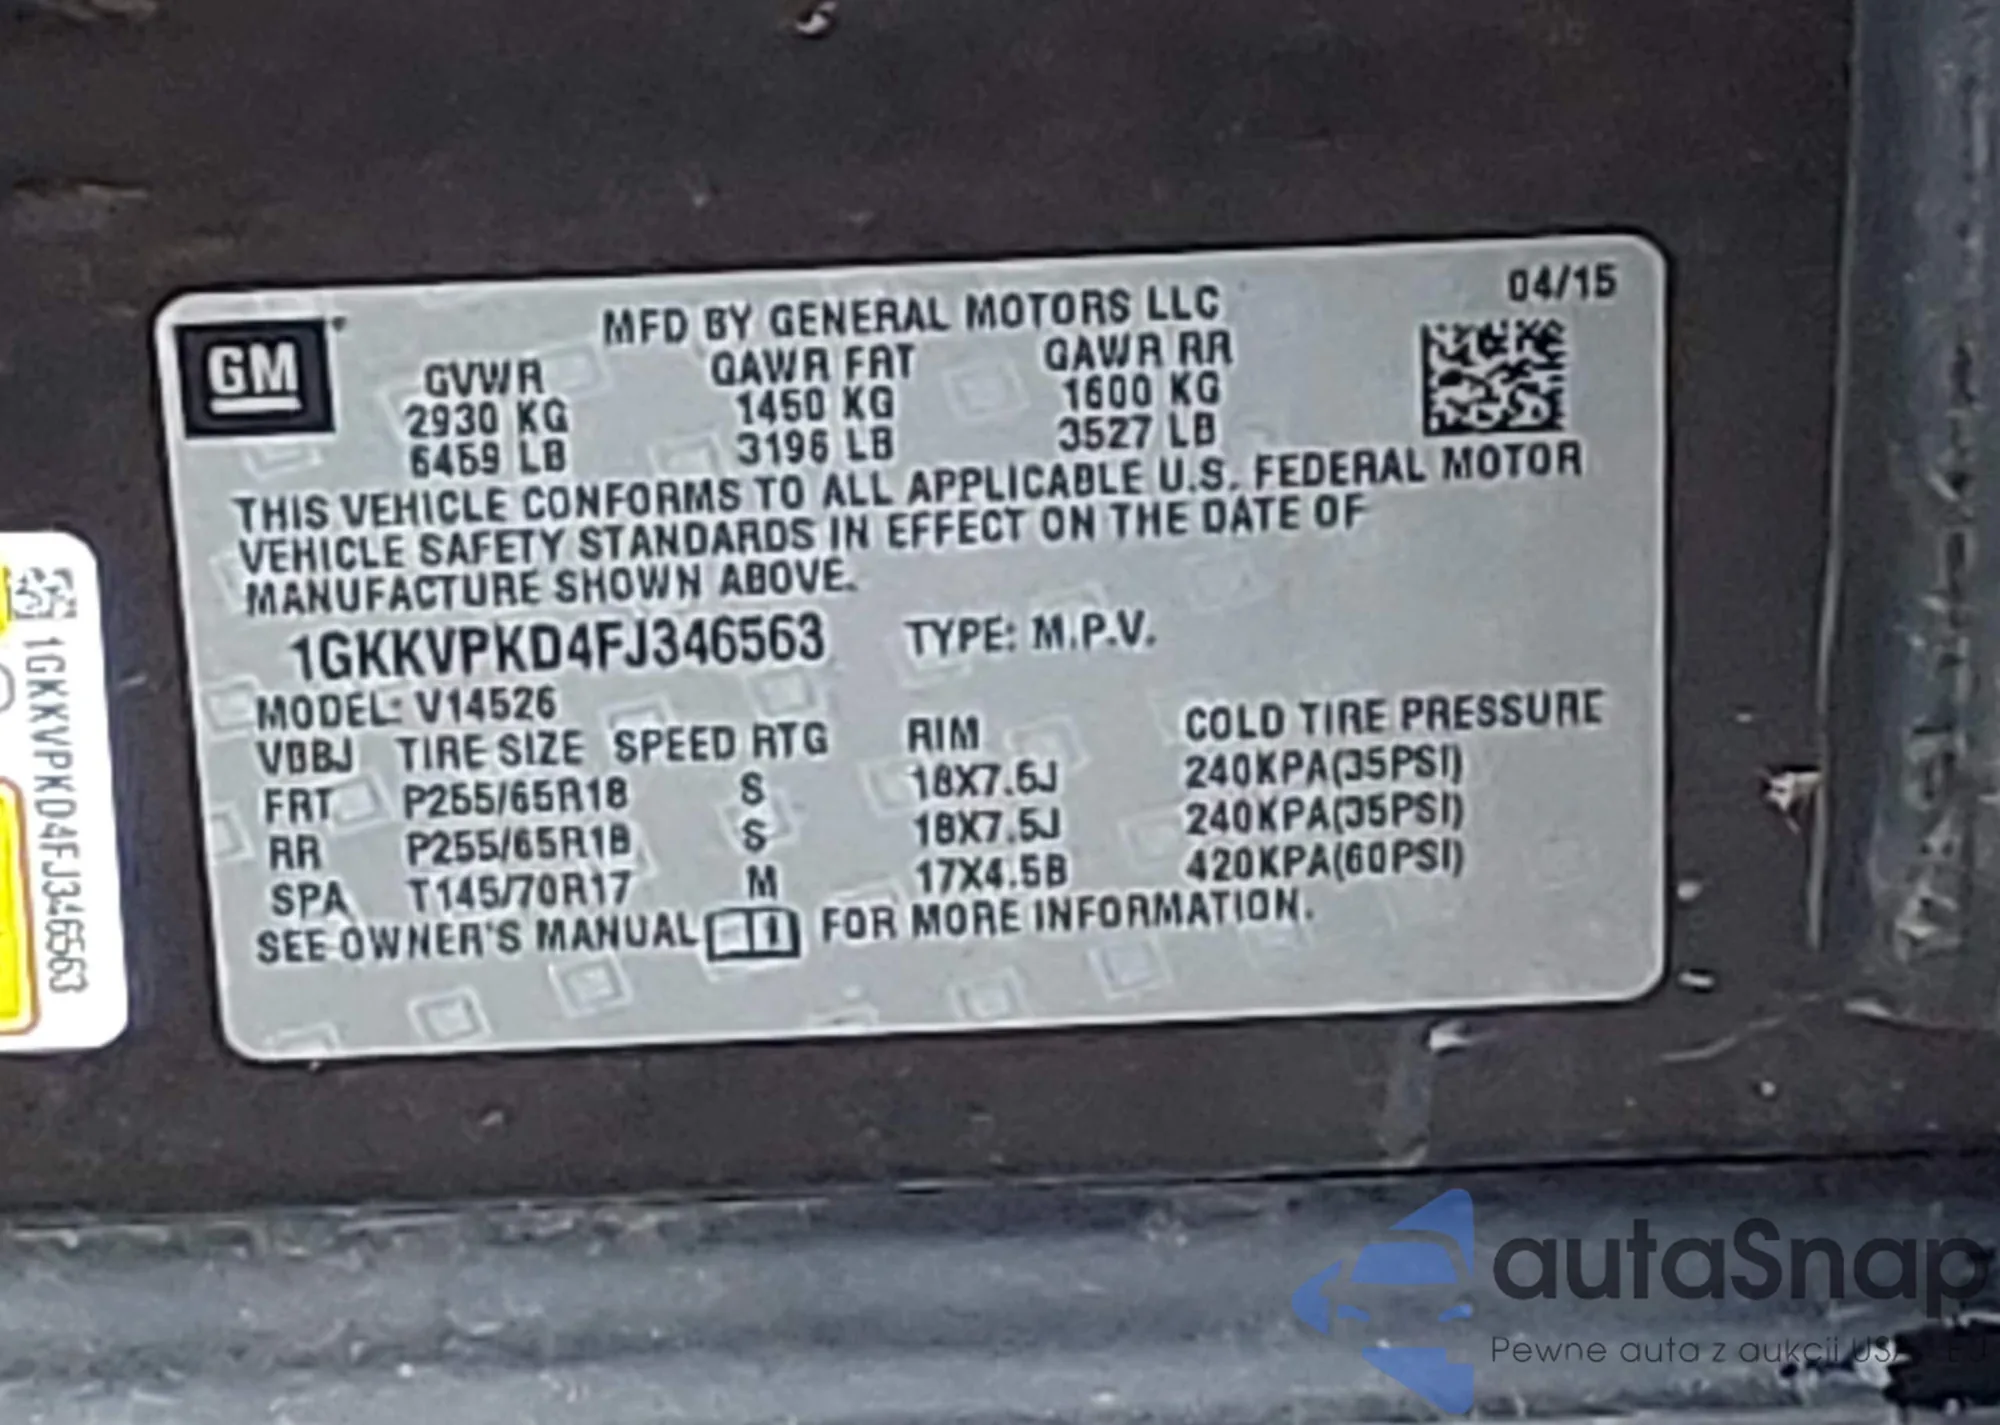 04/15
MFD BY GENERAL MOTORS LLC
GM
GVWR GAWR FRT GAWR RR
2930 KG 1450 KG 1600 KG
6459 LB 3196 LB 3527 LB
THIS VEHICLE CONFORMS TO ALL APPLICABLE U.S. FEDERAL MOTOR
VEHICLE SAFETY STANDARDS IN EFFECT ON THE DATE OF
MANUFACTURE SHOWN ABOVE.
1GKKVPKD4FJ346563 TYPE: M.P.V.
MODEL: V14526
VBBJ TIRE SIZE SPEED RTG RIM COLD TIRE PRESSURE
FRT P255/65R18 S 18X7.5J 240KPA(35PSI)
RR P255/65R18 S 18X7.5J 240KPA(35PSI)
SPA T145/70R17 M 17X4.5B 420KPA(60PSI)
SEE OWNER'S MANUAL FOR MORE INFORMATION.
1GKKVPKD4FJ346563
autaSnap
Pewne auta z aukcji